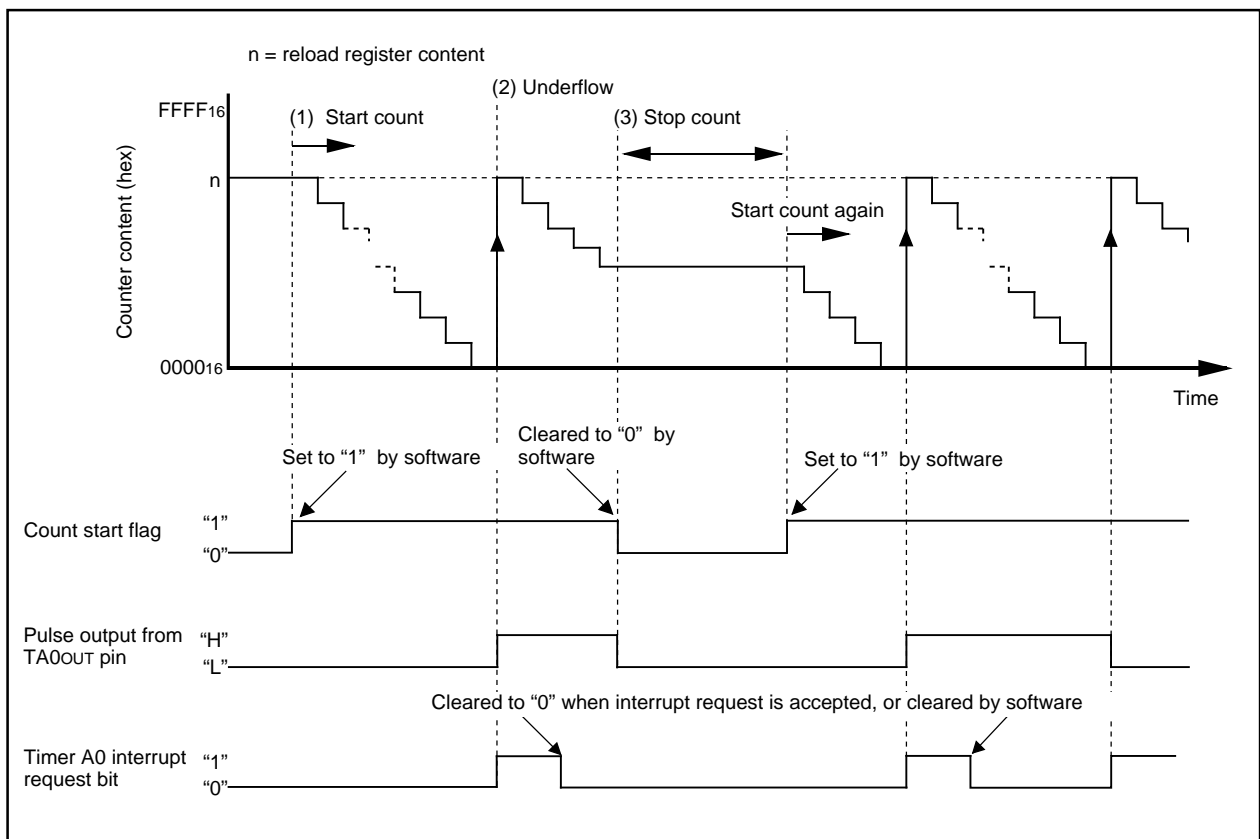 n = reload register content
(2) Underflow
FFFF16
(1) Start count
(3) Stop count
n
Start count again
Counter content (hex)
000016
Time
Cleared to “0” by
software
Set to “1” by software
Set to “1” by software
Count start flag
“1”
“0”
Pulse output from
TA0OUT pin
“H”
“L”
Cleared to “0” when interrupt request is accepted, or cleared by software
Timer A0 interrupt
request bit
“1”
“0”